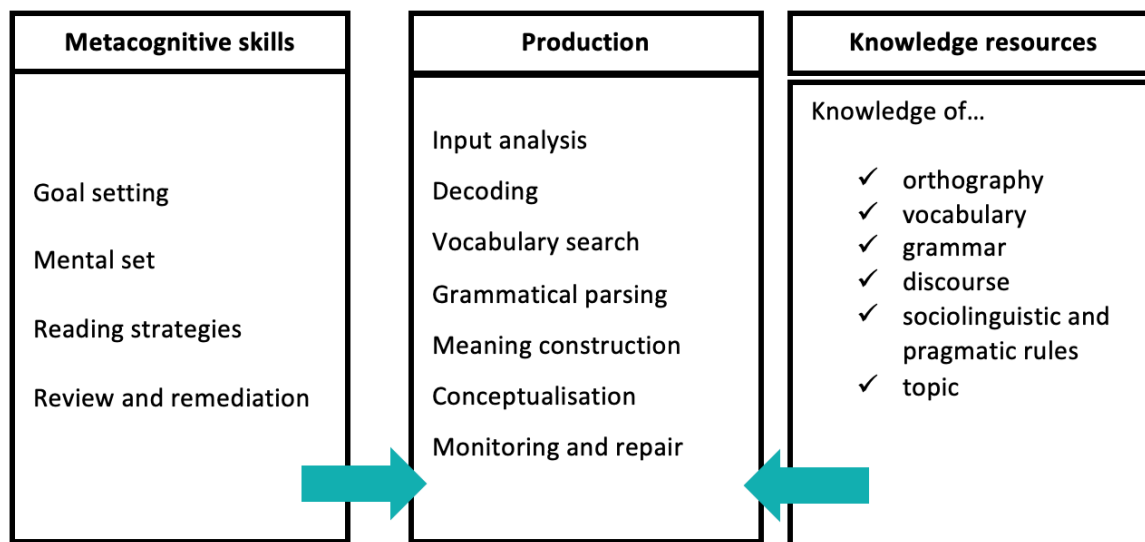 Metacognitive skills
Goal setting
Mental set
Reading strategies
Review and remediation
Production
Input analysis
Decoding
Vocabulary search
Grammatical parsing
Meaning construction
Conceptualisation
Monitoring and repair
Knowledge resources
Knowledge of...
✓ orthography
✓ vocabulary
✓ grammar
✓ discourse
✓ sociolinguistic and
pragmatic rules
✓ topic